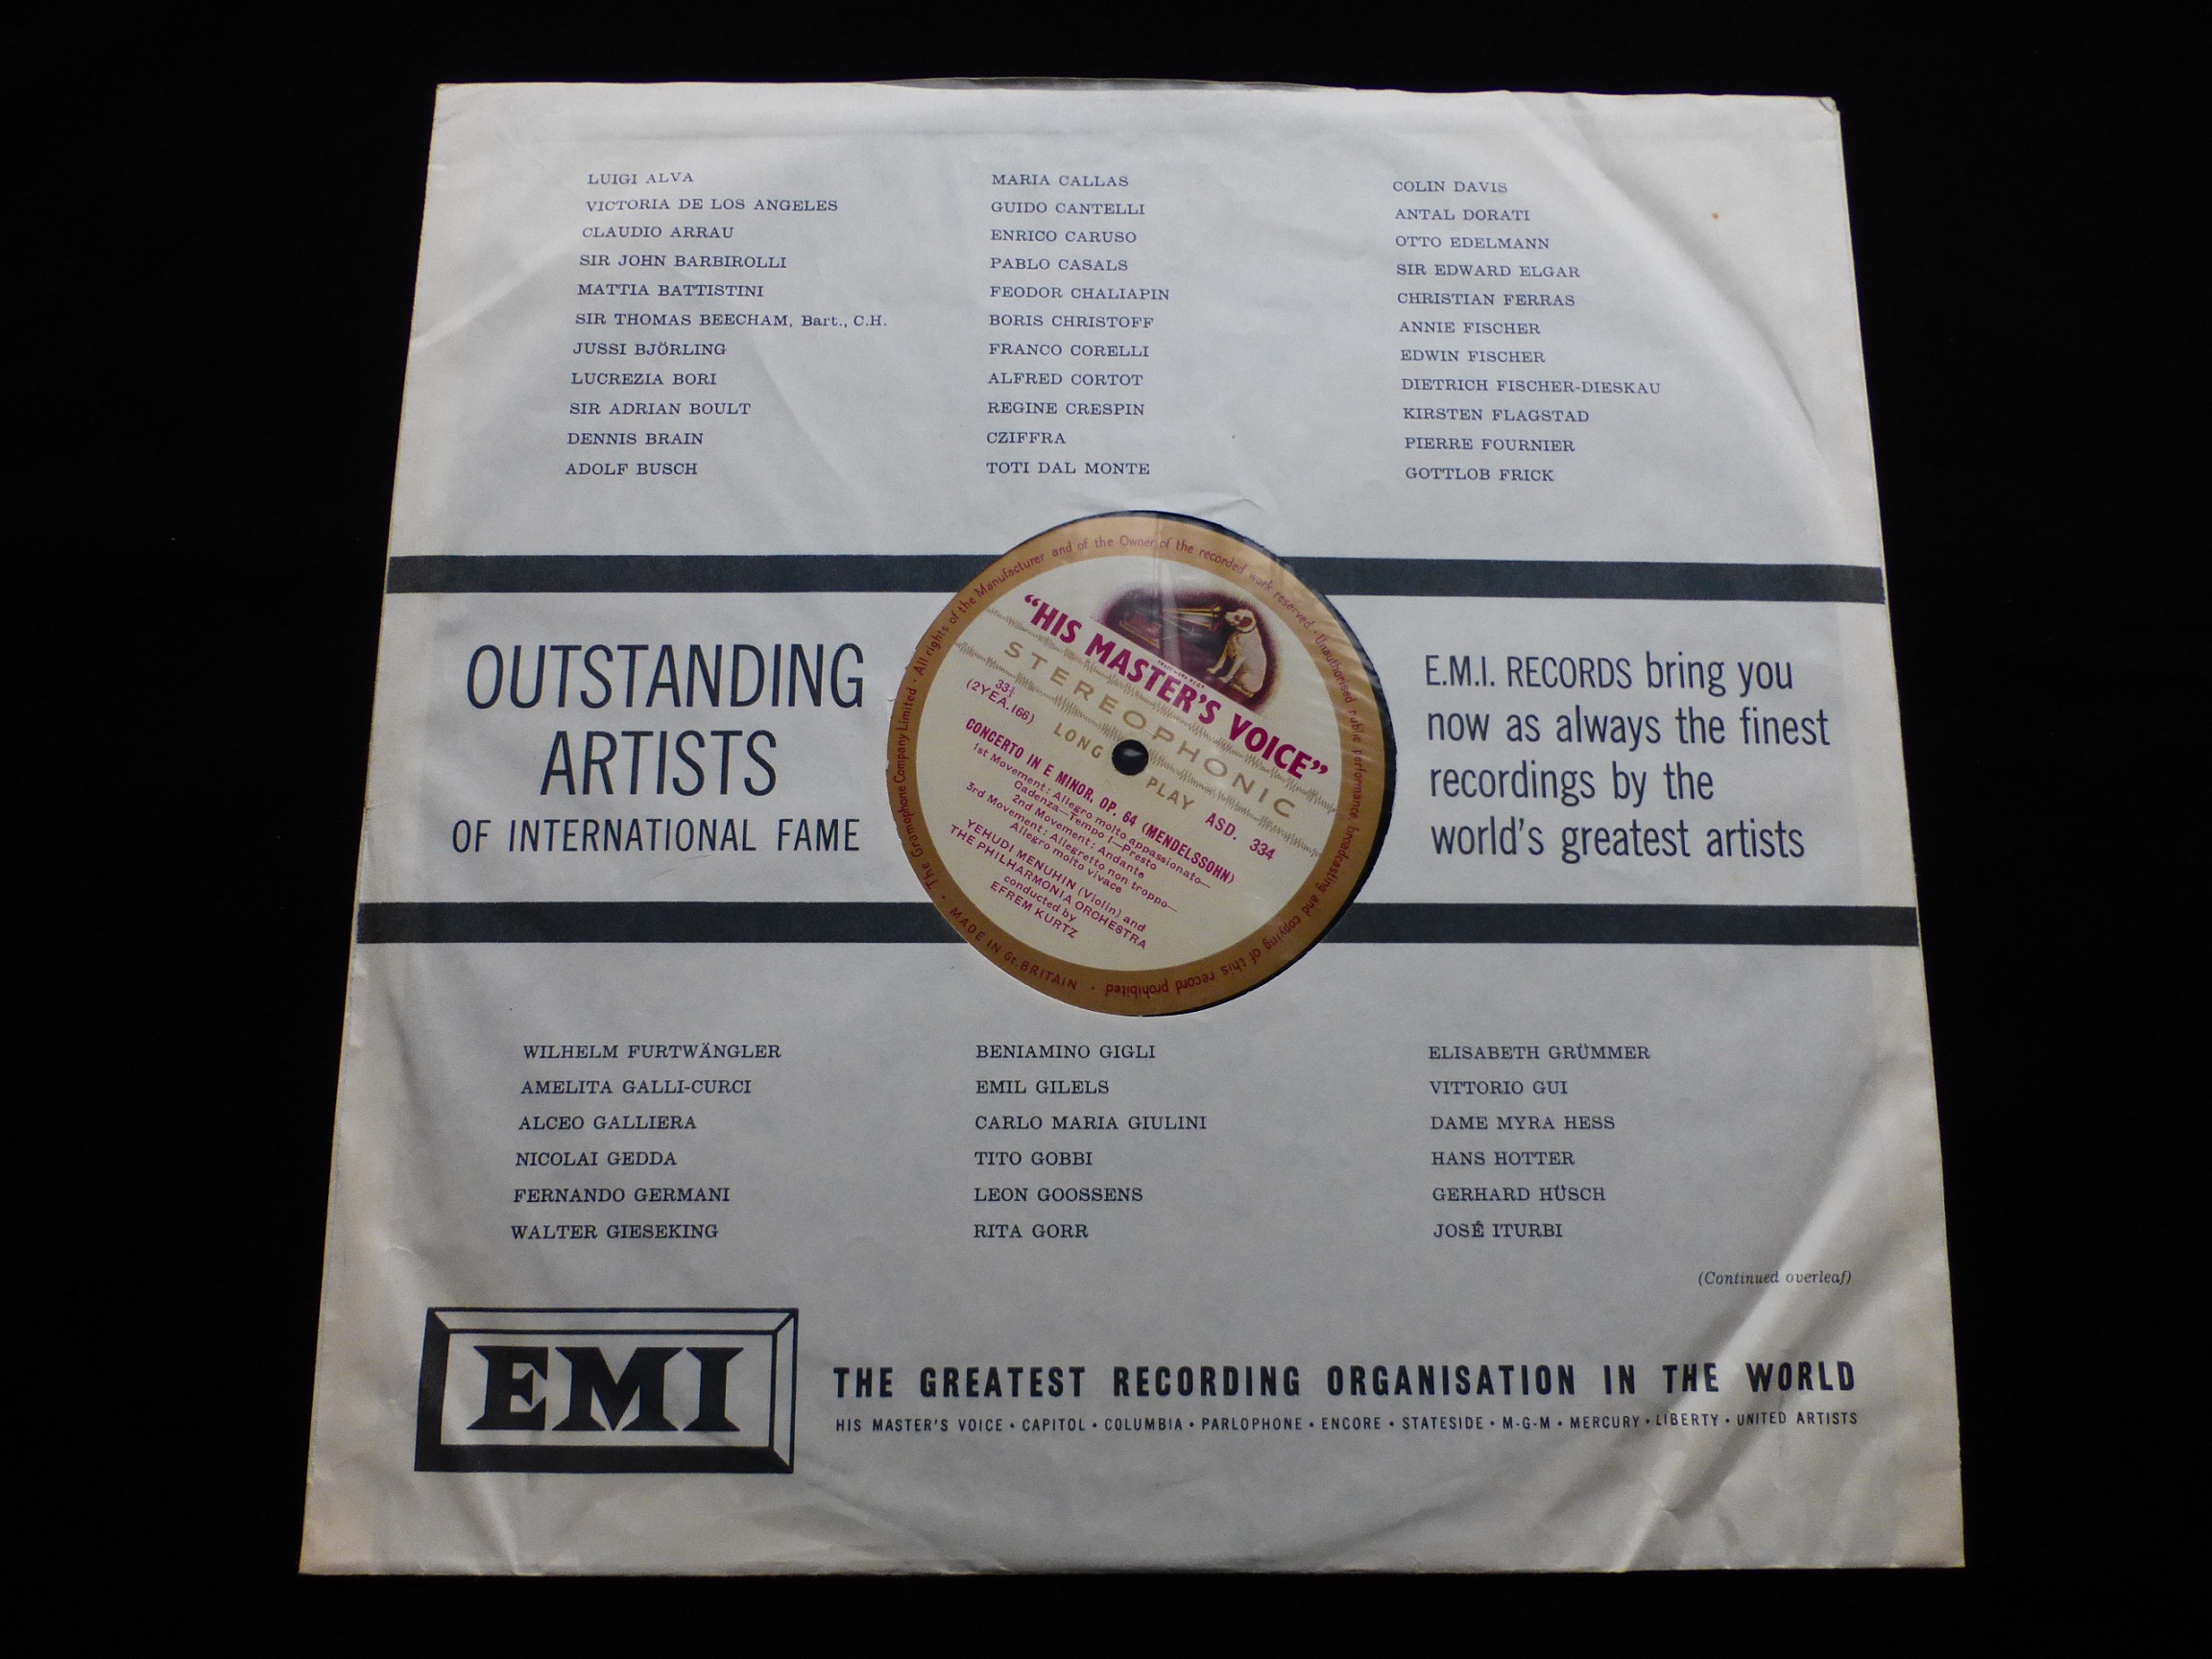 LUIGI ALVA
VICTORIA DE LOS ANGELES
CLAUDIO ARRAU
SIR JOHN BARBIROLLI
MATTIA BATTISTINI
SIR THOMAS BEECHAM, Bart., C.H.
JUSSI BJÖRLING
LUCREZIA BORI
SIR ADRIAN BOULT
DENNIS BRAIN
ADOLF BUSCH
MARIA CALLAS
GUIDO CANTELLI
ENRICO CARUSO
PABLO CASALS
FEODOR CHALIAPIN
BORIS CHRISTOFF
FRANCO CORELLI
ALFRED CORTOT
REGINE CRESPIN
CZIFFRA
TOTI DAL MONTE
COLIN DAVIS
ANTAL DORATI
OTTO EDELMANN
SIR EDWARD ELGAR
CHRISTIAN FERRAS
ANNIE FISCHER
EDWIN FISCHER
DIETRICH FISCHER-DIESKAU
KIRSTEN FLAGSTAD
PIERRE FOURNIER
GOTTLOB FRICK
OUTSTANDING
ARTISTS
OF INTERNATIONAL FAME
The Gramophone Company Limited · All rights of the Manufacturer and of the Owner of the recorded work reserved · Unauthorised public performance, broadcasting and copying of this record prohibited ·
MADE IN Gt. BRITAIN
"HIS MASTER'S VOICE"
STEREOPHONIC
33⅓
(2YEA.166)
LONG PLAY
ASD. 334
CONCERTO IN E MINOR, OP. 64 (MENDELSSOHN)
1st Movement: Allegro molto appassionato—
Cadenza—Tempo I—Presto
2nd Movement: Andante
3rd Movement: Allegretto non troppo—
Allegro molto vivace
YEHUDI MENUHIN (Violin) and
THE PHILHARMONIA ORCHESTRA
conducted by
EFREM KURTZ
E.M.I. RECORDS bring you
now as always the finest
recordings by the
world's greatest artists
WILHELM FURTWÄNGLER
AMELITA GALLI-CURCI
ALCEO GALLIERA
NICOLAI GEDDA
FERNANDO GERMANI
WALTER GIESEKING
BENIAMINO GIGLI
EMIL GILELS
CARLO MARIA GIULINI
TITO GOBBI
LEON GOOSSENS
RITA GORR
ELISABETH GRÜMMER
VITTORIO GUI
DAME MYRA HESS
HANS HOTTER
GERHARD HÜSCH
JOSÉ ITURBI
(Continued overleaf)
EMI
THE GREATEST RECORDING ORGANISATION IN THE WORLD
HIS MASTER'S VOICE • CAPITOL • COLUMBIA • PARLOPHONE • ENCORE • STATESIDE • M-G-M • MERCURY • LIBERTY • UNITED ARTISTS